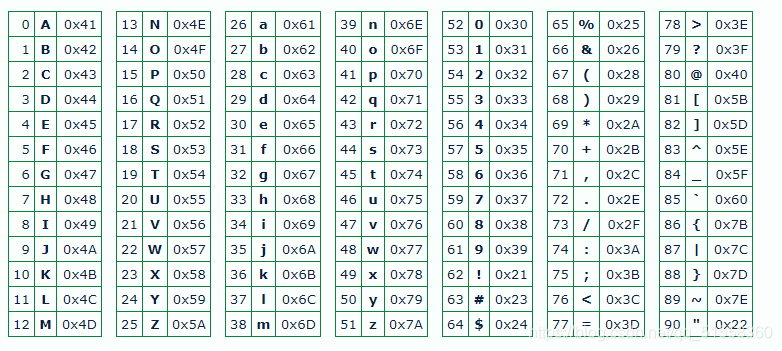 0 A 0x41 13 N 0x4E 26 a 0x61 39 n 0x6E 52 0 0x30 65 % 0x25 78 > 0x3E
1 B 0x42 14 O 0x4F 27 b 0x62 40 o 0x6F 53 1 0x31 66 & 0x26 79 ? 0x3F
2 C 0x43 15 P 0x50 28 c 0x63 41 p 0x70 54 2 0x32 67 ( 0x28 80 @ 0x40
3 D 0x44 16 Q 0x51 29 d 0x64 42 q 0x71 55 3 0x33 68 ) 0x29 81 [ 0x5B
4 E 0x45 17 R 0x52 30 e 0x65 43 r 0x72 56 4 0x34 69 * 0x2A 82 ] 0x5D
5 F 0x46 18 S 0x53 31 f 0x66 44 s 0x73 57 5 0x35 70 + 0x2B 83 ^ 0x5E
6 G 0x47 19 T 0x54 32 g 0x67 45 t 0x74 58 6 0x36 71 , 0x2C 84 _ 0x5F
7 H 0x48 20 U 0x55 33 h 0x68 46 u 0x75 59 7 0x37 72 . 0x2E 85 ` 0x60
8 I 0x49 21 V 0x56 34 i 0x69 47 v 0x76 60 8 0x38 73 / 0x2F 86 { 0x7B
9 J 0x4A 22 W 0x57 35 j 0x6A 48 w 0x77 61 9 0x39 74 : 0x3A 87 | 0x7C
10 K 0x4B 23 X 0x58 36 k 0x6B 49 x 0x78 62 ! 0x21 75 ; 0x3B 88 } 0x7D
11 L 0x4C 24 Y 0x59 37 l 0x6C 50 y 0x79 63 # 0x23 76 < 0x3C 89 ~ 0x7E
12 M 0x4D 25 Z 0x5A 38 m 0x6D 51 z 0x7A 64 $ 0x24 77 = 0x3D 90 " 0x22